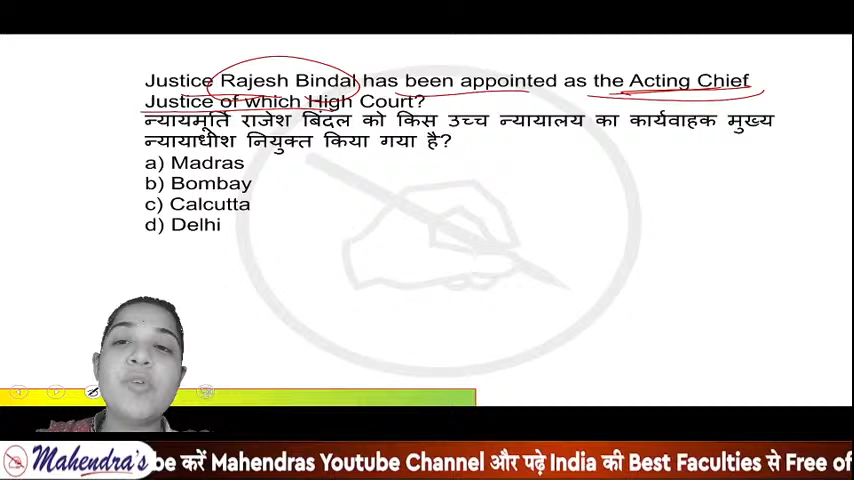 Justice Rajesh Bindal has been appointed as the Acting Chief
Justice of which High Court?
न्यायमूर्ति राजेश बिंदल को किस उच्च न्यायालय का कार्यवाहक मुख्य
न्यायाधीश नियुक्त किया गया है?
a) Madras
b) Bombay
c) Calcutta
d) Delhi
Mahendra's be करें Mahendras Youtube Channel और पढ़े India की Best Faculties से Free of